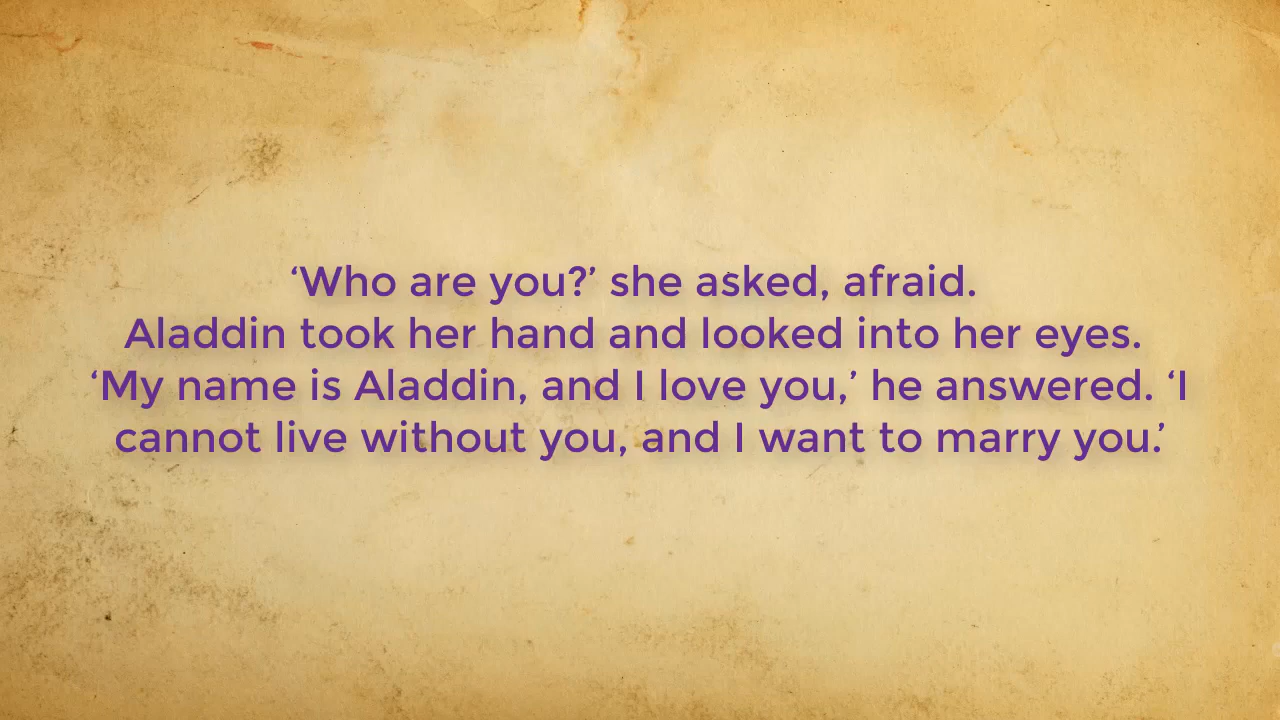 ‘Who are you?’ she asked, afraid.
Aladdin took her hand and looked into her eyes.
‘My name is Aladdin, and I love you,’ he answered. ‘I
cannot live without you, and I want to marry you.’